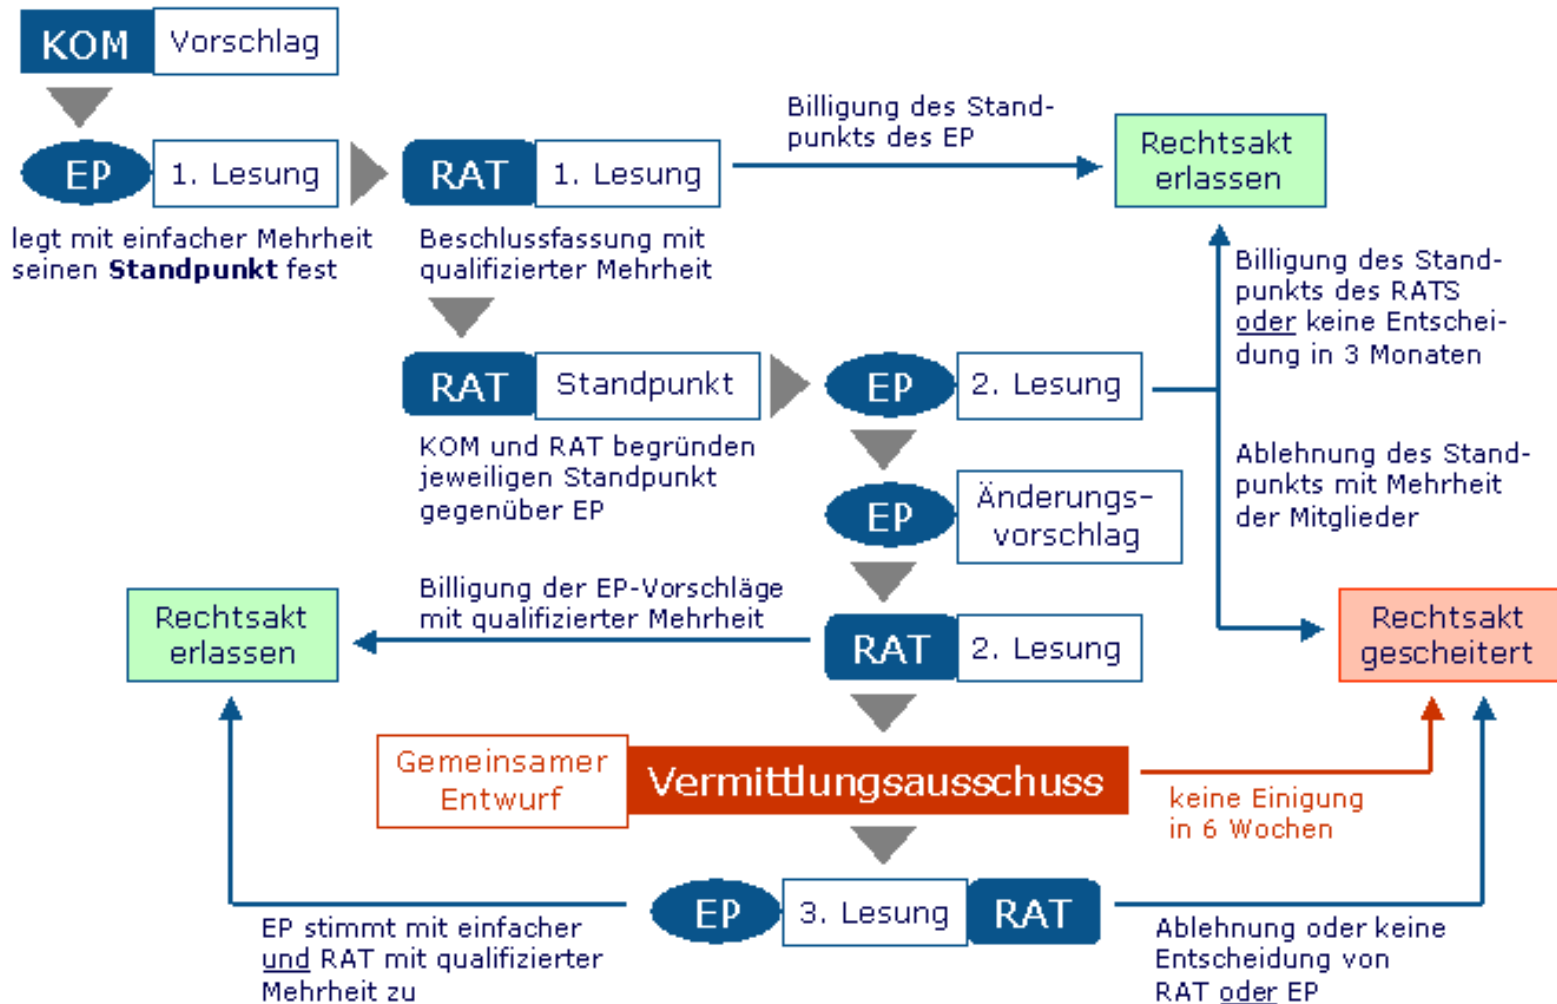 KOM Vorschlag
EP 1. Lesung
legt mit einfacher Mehrheit
seinen Standpunkt fest
RAT 1. Lesung
Beschlussfassung mit
qualifizierter Mehrheit
Billigung des Stand-
punkts des EP
Rechtsakt
erlassen
RAT Standpunkt
KOM und RAT begründen
jeweiligen Standpunkt
gegenüber EP
EP 2. Lesung
Billigung des Stand-
punkts des RATS
oder keine Entschei-
dung in 3 Monaten
Ablehnung des Stand-
punkts mit Mehrheit
der Mitglieder
EP Änderungs-
vorschlag
RAT 2. Lesung
Billigung der EP-Vorschläge
mit qualifizierter Mehrheit
Rechtsakt
erlassen
Rechtsakt
gescheitert
Gemeinsamer
Entwurf
Vermittlungsausschuss
keine Einigung
in 6 Wochen
EP 3. Lesung RAT
EP stimmt mit einfacher
und RAT mit qualifizierter
Mehrheit zu
Ablehnung oder keine
Entscheidung von
RAT oder EP